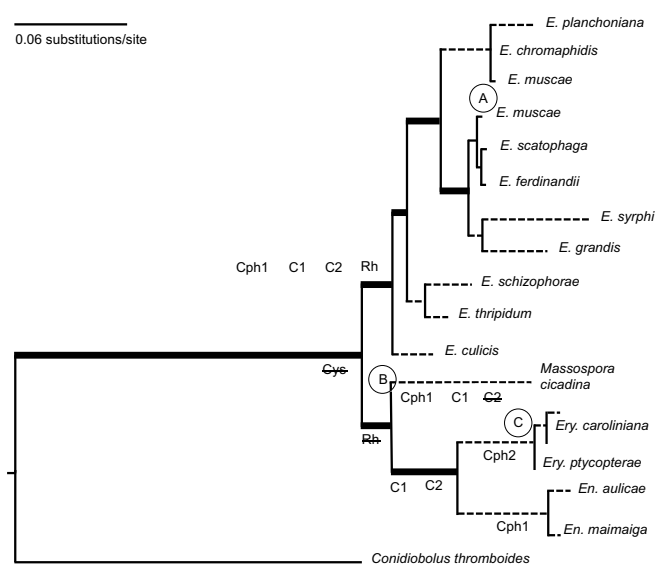 E. planchoniana
0.06 substitutions/site
E. chromaphidis
E. muscae
A
E. muscae
E. scatophaga
E. ferdinandii
E. syrphi
E. grandis
Cph1 C1 C2 Rh
E. schizophorae
E. thripidum
E. culicis
Cys
B
Massospora
cicadina
Cph1 C1 C2
C
Ery. caroliniana
Rh
Cph2
Ery. ptycopterae
C1 C2
En. aulicae
Cph1
En. maimaiga
Conidiobolus thromboides